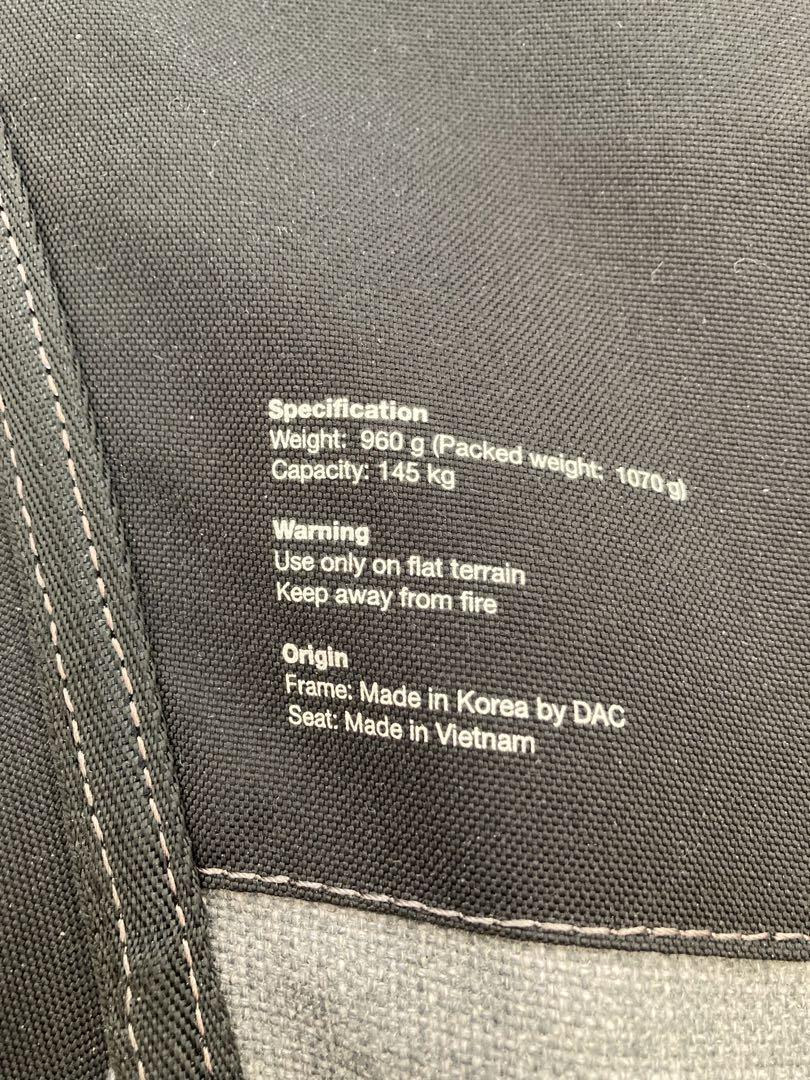 Specification
Weight: 960 g (Packed weight: 1070 g)
Capacity: 145 kg
Warning
Use only on flat terrain
Keep away from fire
Origin
Frame: Made in Korea by DAC
Seat: Made in Vietnam